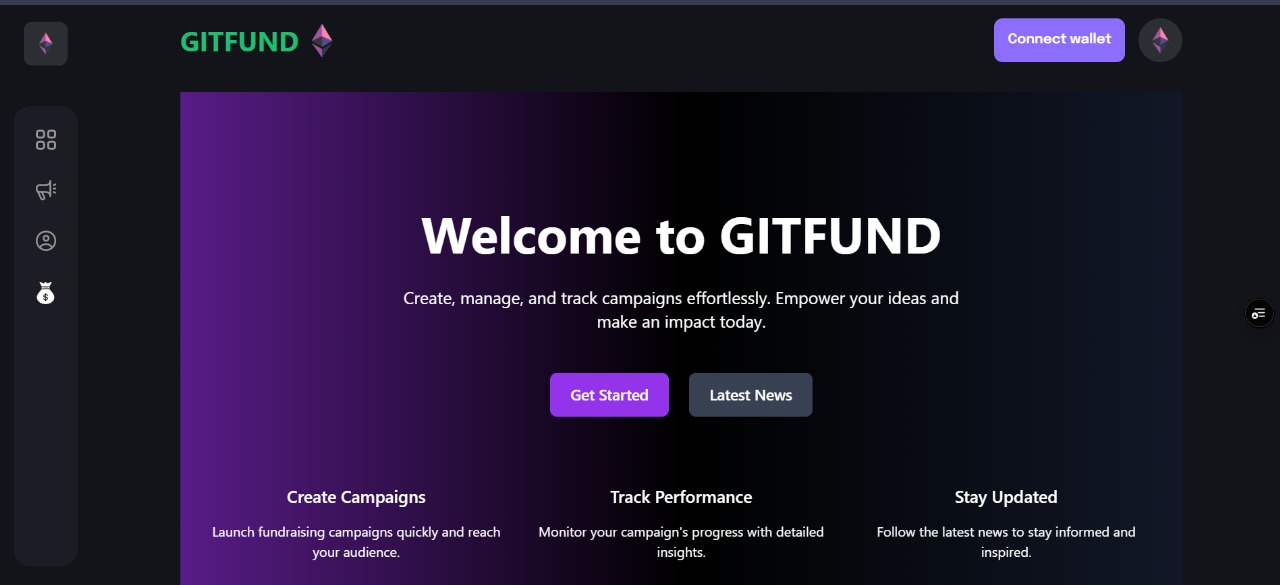 GITFUND
Connect wallet
Welcome to GITFUND
Create, manage, and track campaigns effortlessly. Empower your ideas and
make an impact today.
Get Started
Latest News
Create Campaigns
Launch fundraising campaigns quickly and reach
your audience.
Track Performance
Monitor your campaign's progress with detailed
insights.
Stay Updated
Follow the latest news to stay informed and
inspired.